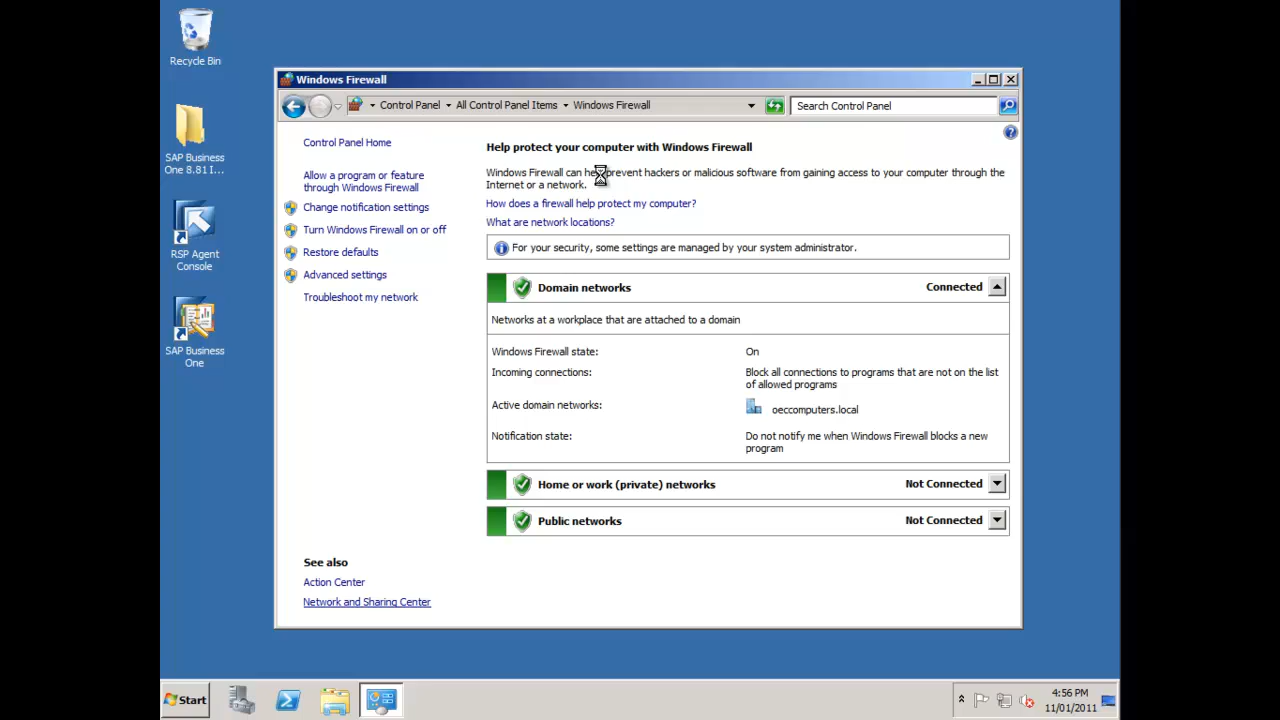 Recycle Bin
SAP Business
One 8.81 I...
RSP Agent
Console
SAP Business
One
Windows Firewall
Control Panel
All Control Panel Items
Windows Firewall
Search Control Panel
Control Panel Home
Allow a program or feature
through Windows Firewall
Change notification settings
Turn Windows Firewall on or off
Restore defaults
Advanced settings
Troubleshoot my network
See also
Action Center
Network and Sharing Center
Help protect your computer with Windows Firewall
Windows Firewall can help prevent hackers or malicious software from gaining access to your computer through the
Internet or a network.
How does a firewall help protect my computer?
What are network locations?
For your security, some settings are managed by your system administrator.
Domain networks Connected
Networks at a workplace that are attached to a domain
Windows Firewall state: On
Incoming connections: Block all connections to programs that are not on the list
of allowed programs
Active domain networks: oeccomputers.local
Notification state: Do not notify me when Windows Firewall blocks a new
program
Home or work (private) networks Not Connected
Public networks Not Connected
Start
4:56 PM
11/01/2011